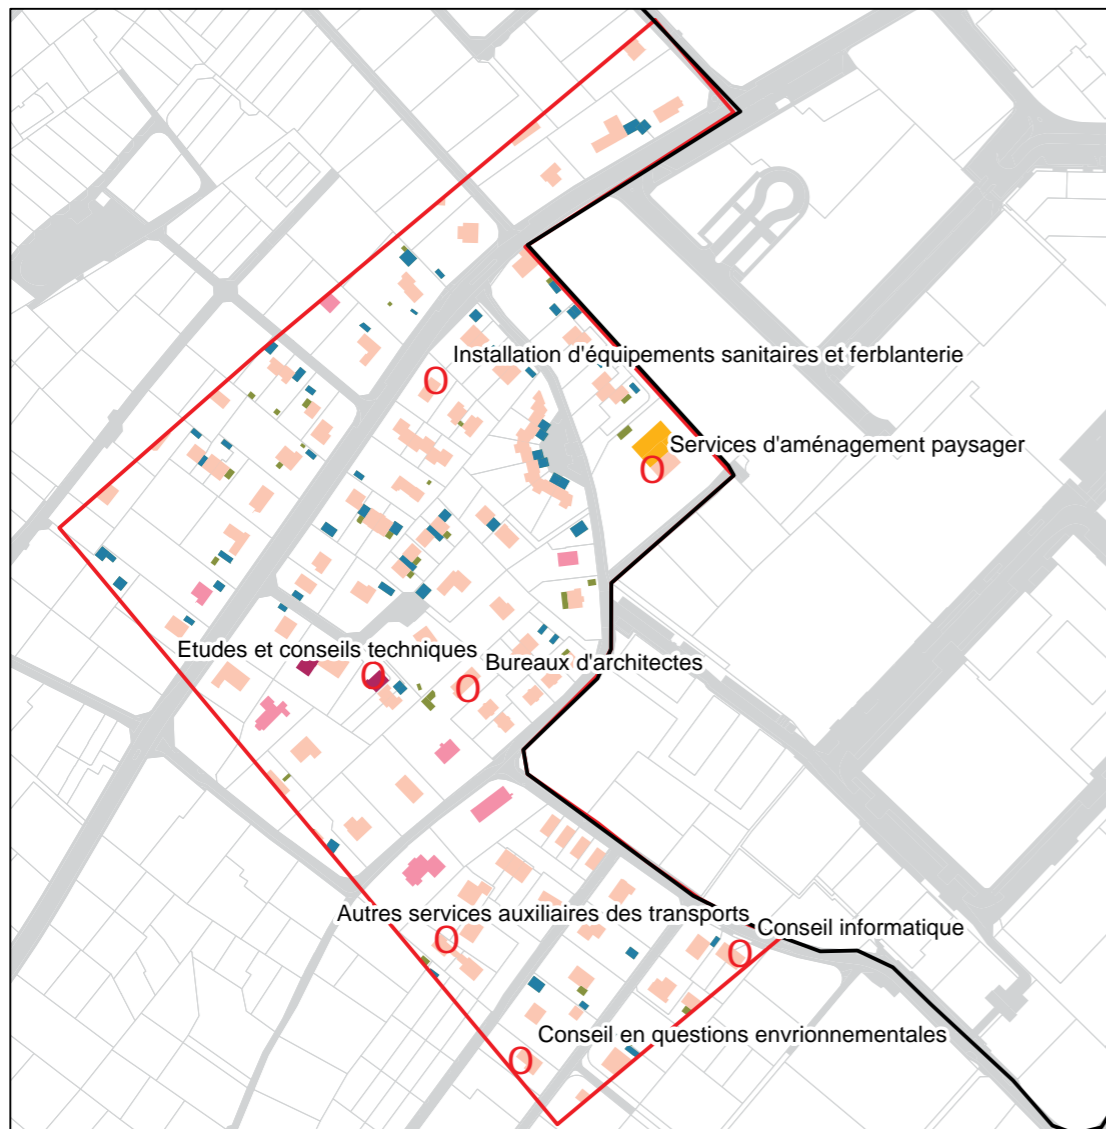 Installation d'équipements sanitaires et ferblanterie
Services d'aménagement paysager
Etudes et conseils techniques
Bureaux d'architectes
Autres services auxiliaires des transports
Conseil informatique
Conseil en questions envrionnementales